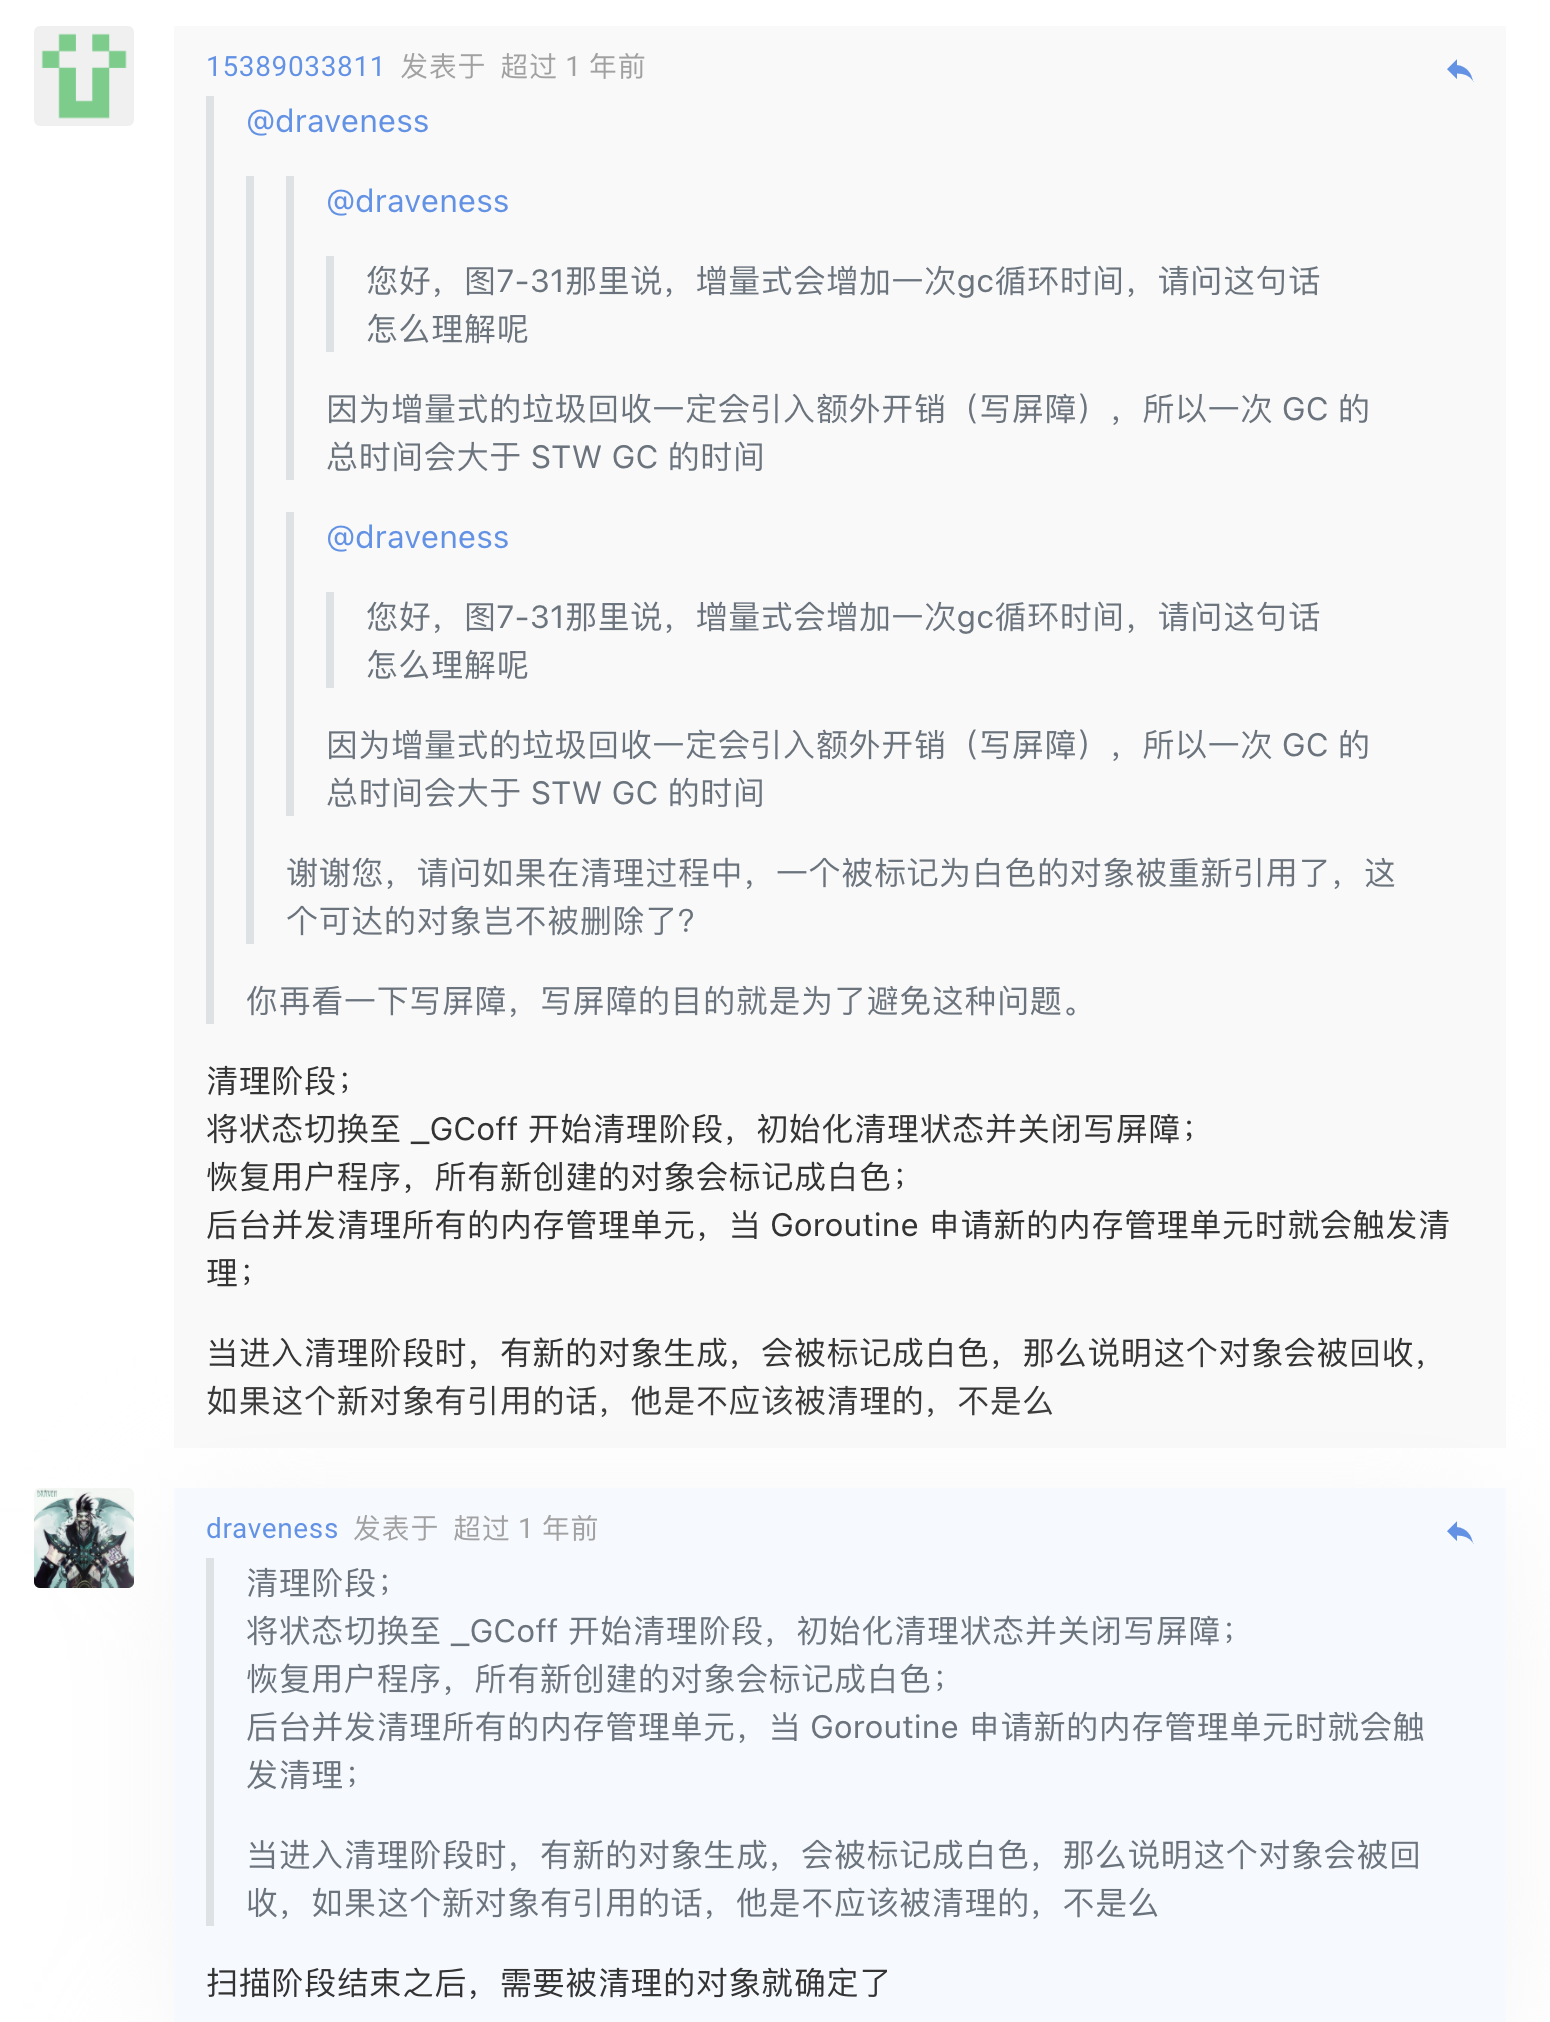 15389033811 发表于 超过 1 年前
@draveness
@draveness
您好，图7-31那里说，增量式会增加一次gc循环时间，请问这句话
怎么理解呢
因为增量式的垃圾回收一定会引入额外开销（写屏障），所以一次 GC 的
总时间会大于 STW GC 的时间
@draveness
您好，图7-31那里说，增量式会增加一次gc循环时间，请问这句话
怎么理解呢
因为增量式的垃圾回收一定会引入额外开销（写屏障），所以一次 GC 的
总时间会大于 STW GC 的时间
谢谢您，请问如果在清理过程中，一个被标记为白色的对象被重新引用了，这
个可达的对象岂不被删除了?
你再看一下写屏障，写屏障的目的就是为了避免这种问题。
清理阶段；
将状态切换至 _GCoff 开始清理阶段，初始化清理状态并关闭写屏障；
恢复用户程序，所有新创建的对象会标记成白色；
后台并发清理所有的内存管理单元，当 Goroutine 申请新的内存管理单元时就会触发清
理；
当进入清理阶段时，有新的对象生成，会被标记成白色，那么说明这个对象会被回收，
如果这个新对象有引用的话，他是不应该被清理的，不是么
draveness 发表于 超过 1 年前
清理阶段；
将状态切换至 _GCoff 开始清理阶段，初始化清理状态并关闭写屏障；
恢复用户程序，所有新创建的对象会标记成白色；
后台并发清理所有的内存管理单元，当 Goroutine 申请新的内存管理单元时就会触
发清理；
当进入清理阶段时，有新的对象生成，会被标记成白色，那么说明这个对象会被回
收，如果这个新对象有引用的话，他是不应该被清理的，不是么
扫描阶段结束之后，需要被清理的对象就确定了